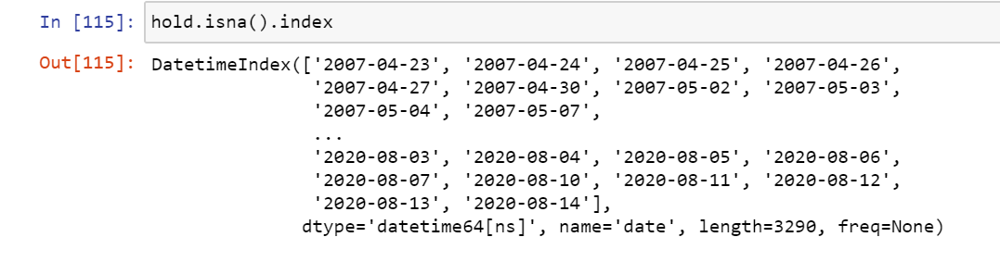 In [115]: hold.isna().index
Out[115]: DatetimeIndex(['2007-04-23', '2007-04-24', '2007-04-25', '2007-04-26',
'2007-04-27', '2007-04-30', '2007-05-02', '2007-05-03',
'2007-05-04', '2007-05-07',
...
'2020-08-03', '2020-08-04', '2020-08-05', '2020-08-06',
'2020-08-07', '2020-08-10', '2020-08-11', '2020-08-12',
'2020-08-13', '2020-08-14'],
dtype='datetime64[ns]', name='date', length=3290, freq=None)